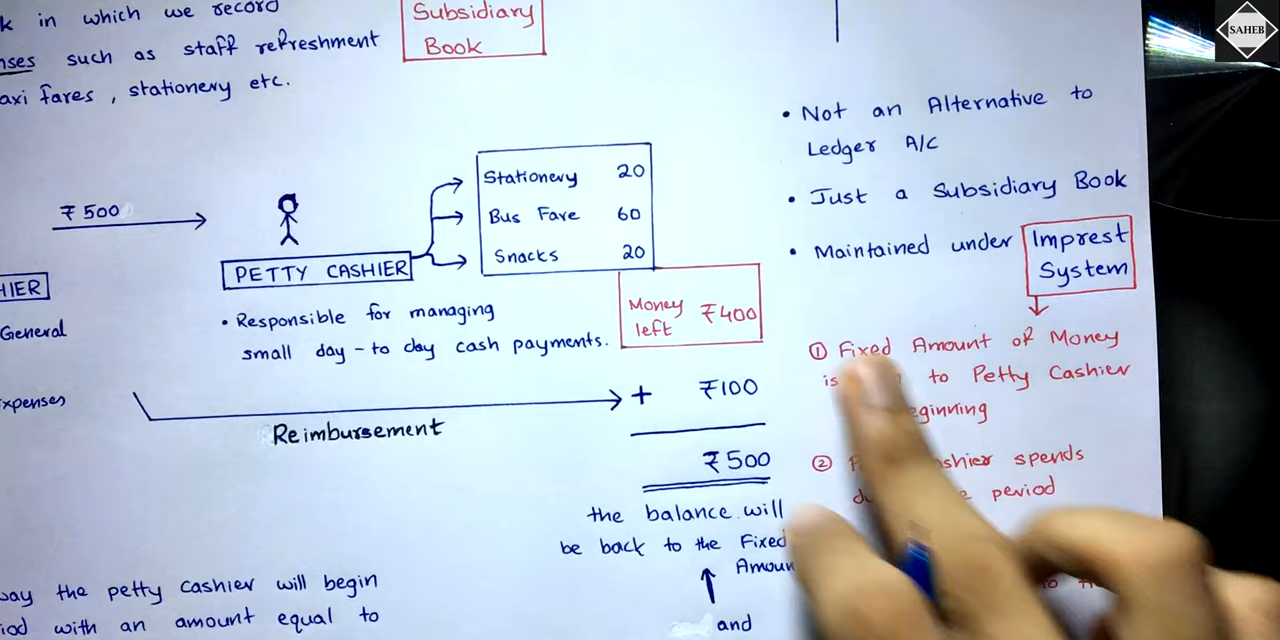 k in which we record
nses such as staff refreshment
axi fares, stationery etc.
Subsidiary
Book
SAHEB
₹500
HIER
General
xpenses
PETTY CASHIER
• Responsible for managing
small day-to day cash payments.
Stationery 20
Bus Fare 60
Snacks 20
Money
left ₹400
+ ₹100
Reimbursement
₹500
the balance will
be back to the Fixed
Amoun
and
way the petty cashier will begin
iod with an amount equal to
• Not an Alternative to
Ledger A/C
• Just a Subsidiary Book
• Maintained under Imprest
System
① Fixed Amount of Money
is to Petty Cashier
eginning
② shier spends
period